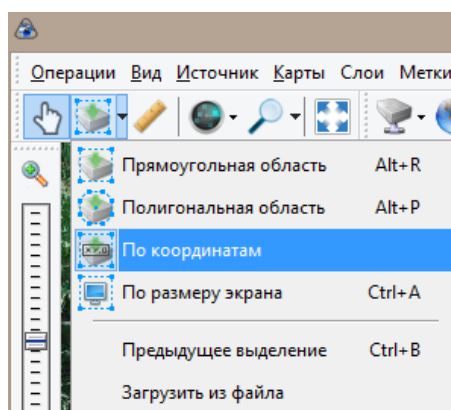 Операции Вид Источник Карты Слои Метки
Прямоугольная область Alt+R
Полигональная область Alt+P
По координатам
По размеру экрана Ctrl+A
Предыдущее выделение Ctrl+B
Загрузить из файла